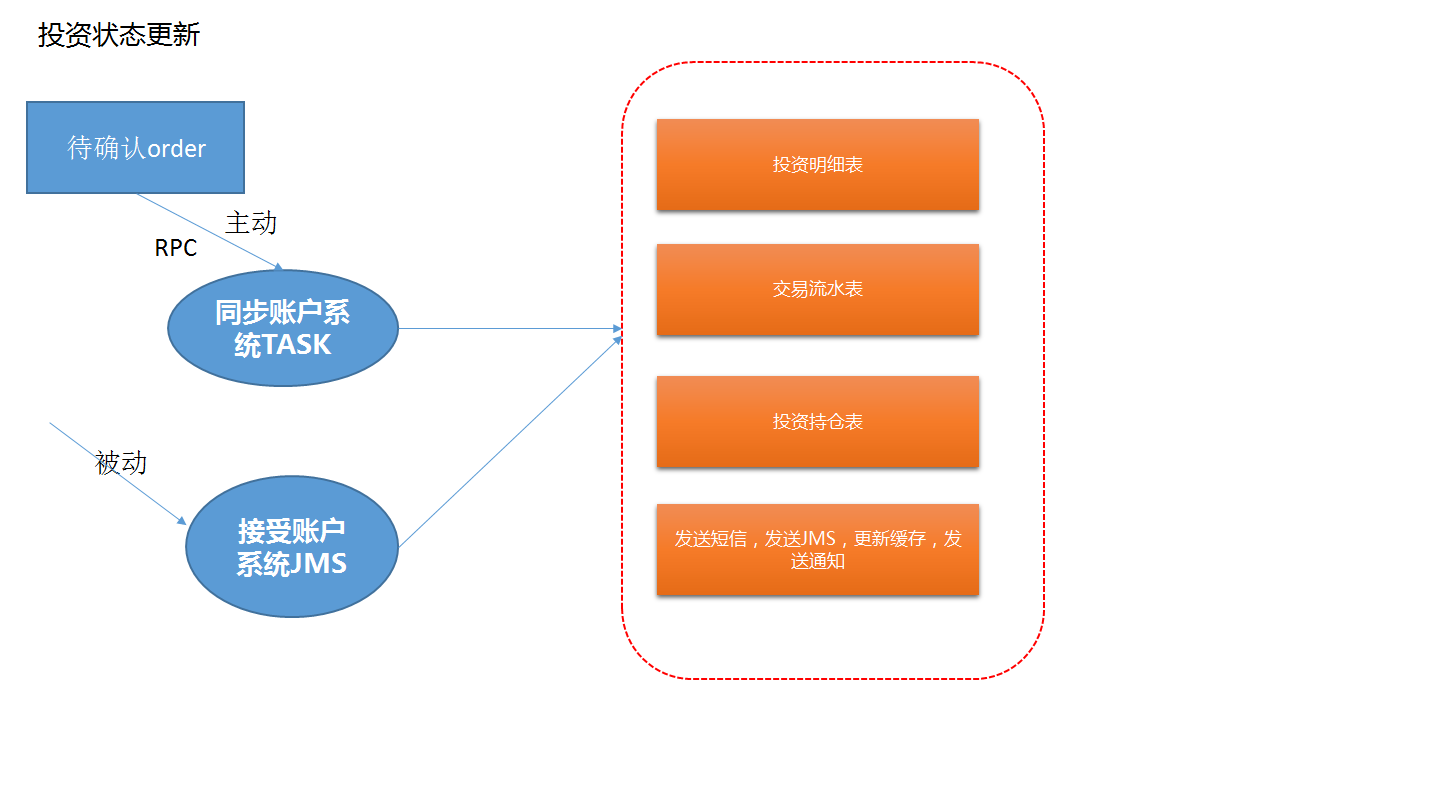 投资状态更新
待确认order
主动
RPC
同步账户系
统TASK
被动
接受账户
系统JMS
投资明细表
交易流水表
投资持仓表
发送短信，发送JMS，更新缓存，发
送通知